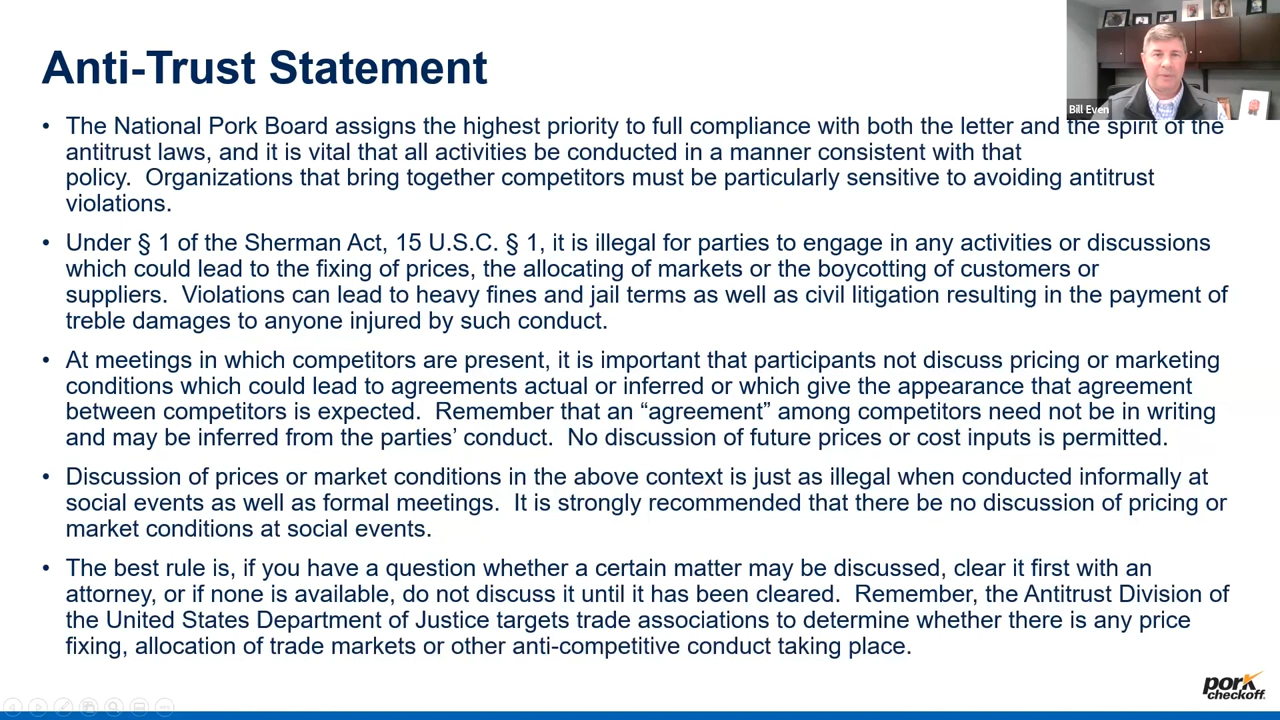 Anti-Trust Statement
Bill Even
• The National Pork Board assigns the highest priority to full compliance with both the letter and the spirit of the
antitrust laws, and it is vital that all activities be conducted in a manner consistent with that
policy.  Organizations that bring together competitors must be particularly sensitive to avoiding antitrust
violations.
• Under § 1 of the Sherman Act, 15 U.S.C. § 1, it is illegal for parties to engage in any activities or discussions
which could lead to the fixing of prices, the allocating of markets or the boycotting of customers or
suppliers.  Violations can lead to heavy fines and jail terms as well as civil litigation resulting in the payment of
treble damages to anyone injured by such conduct.
• At meetings in which competitors are present, it is important that participants not discuss pricing or marketing
conditions which could lead to agreements actual or inferred or which give the appearance that agreement
between competitors is expected.  Remember that an “agreement” among competitors need not be in writing
and may be inferred from the parties’ conduct.  No discussion of future prices or cost inputs is permitted.
• Discussion of prices or market conditions in the above context is just as illegal when conducted informally at
social events as well as formal meetings.  It is strongly recommended that there be no discussion of pricing or
market conditions at social events.
• The best rule is, if you have a question whether a certain matter may be discussed, clear it first with an
attorney, or if none is available, do not discuss it until it has been cleared.  Remember, the Antitrust Division of
the United States Department of Justice targets trade associations to determine whether there is any price
fixing, allocation of trade markets or other anti-competitive conduct taking place.
pork
checkoff